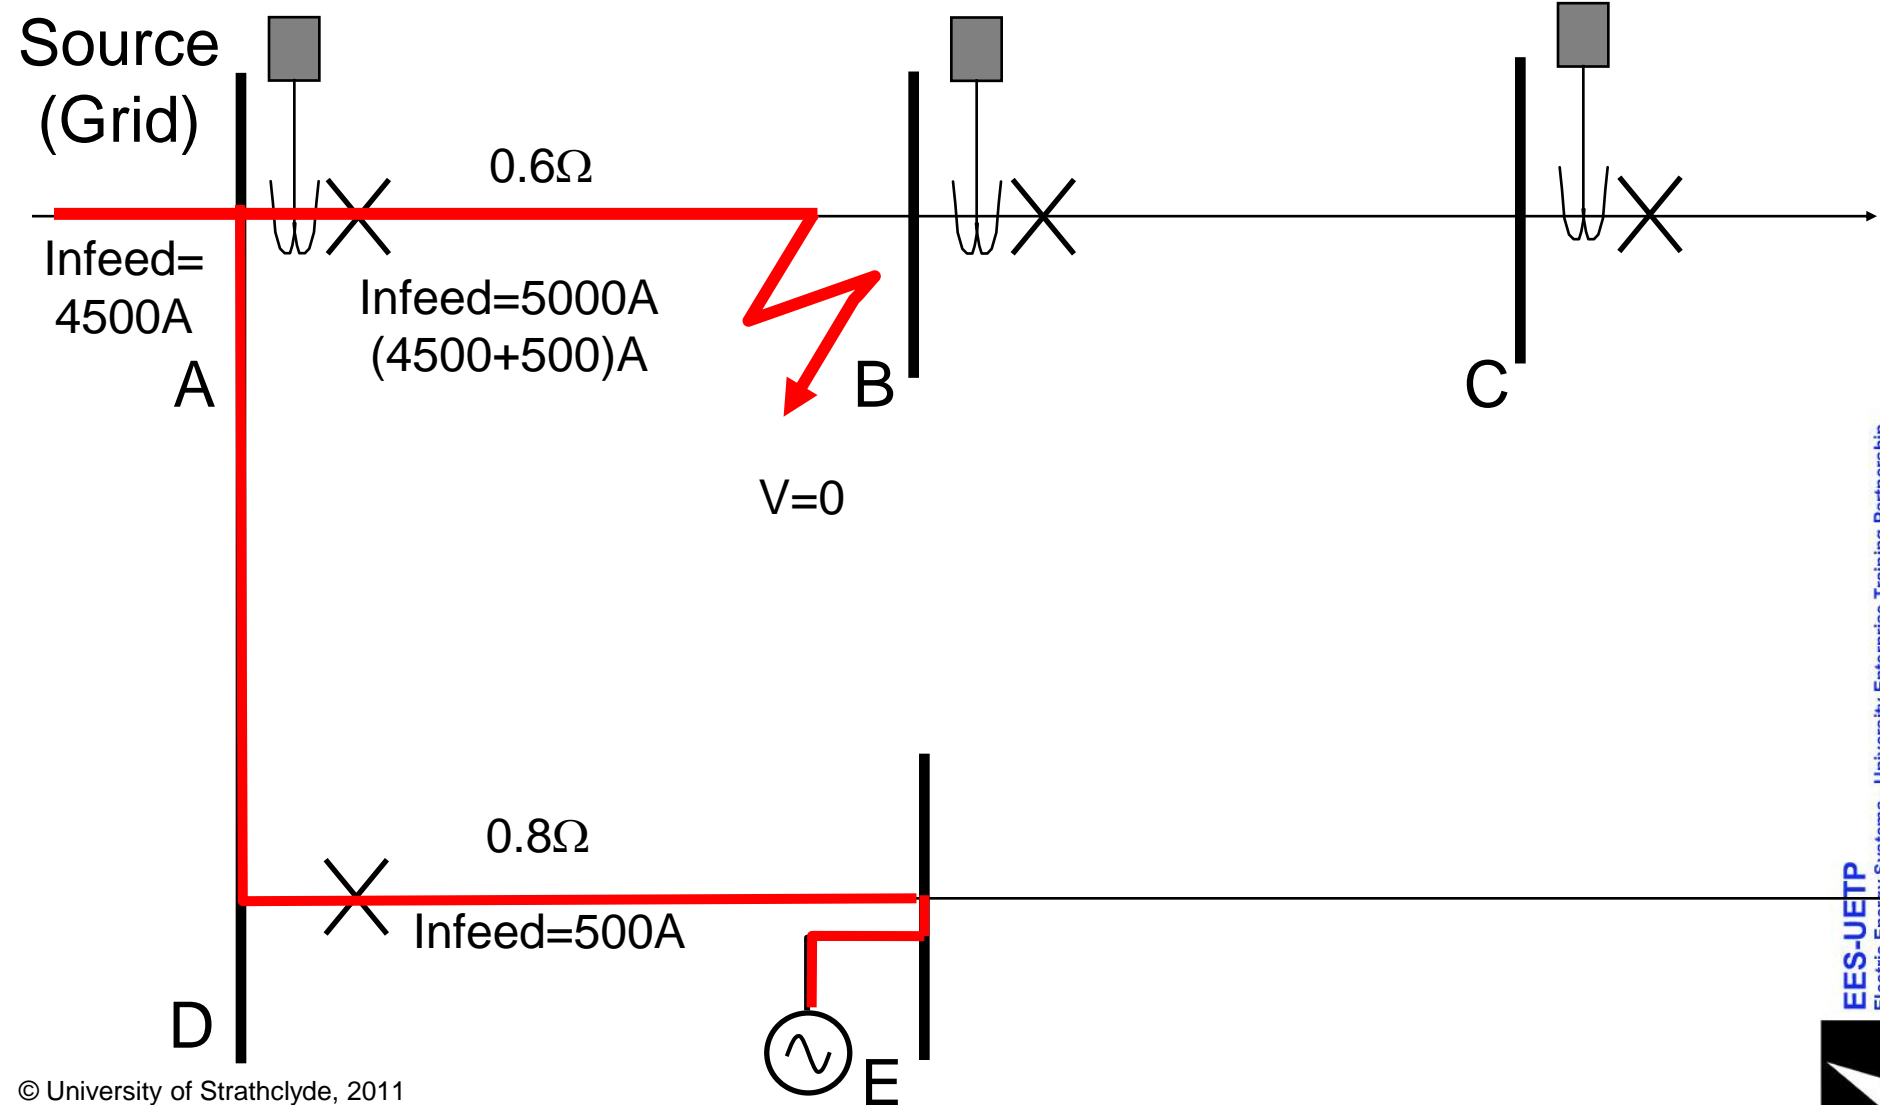 Source
(Grid)
0.6Ω
Infeed=
4500A
Infeed=5000A
(4500+500)A
A
B
C
V=0
0.8Ω
Infeed=500A
D
E
© University of Strathclyde, 2011
EES-UETP